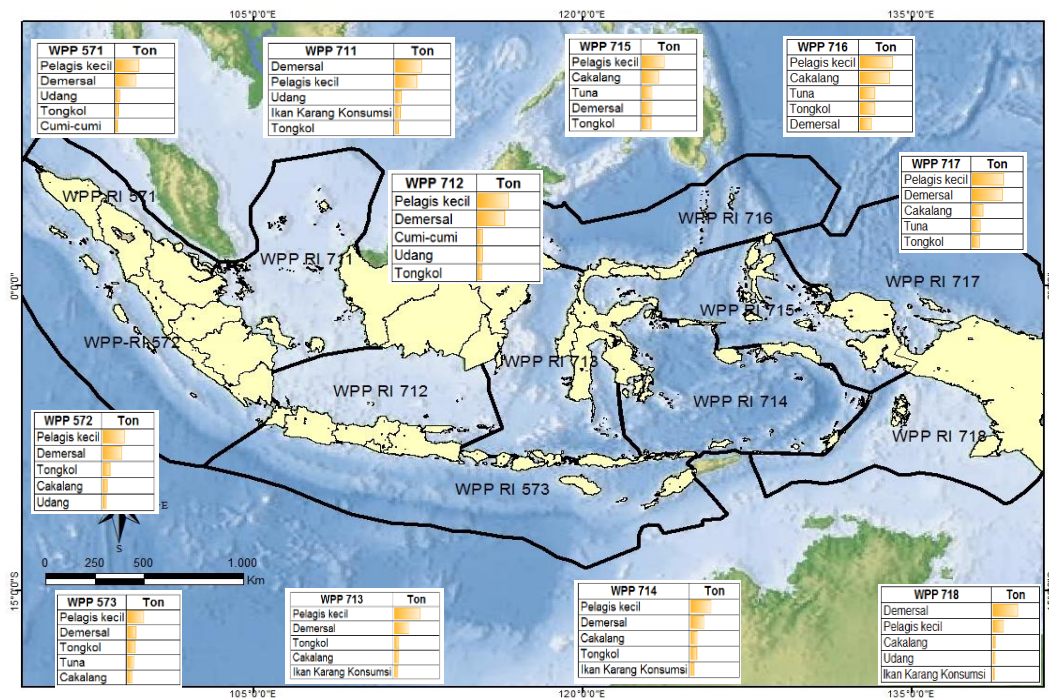 105°0'0"E 120°0'0"E 135°0'0"E
WPP 571 Ton
Pelagis kecil
Demersal
Udang
Tongkol
Cumi-cumi
WPP 711 Ton
Demersal
Pelagis kecil
Udang
Ikan Karang Konsumsi
Tongkol
WPP 715 Ton
Pelagis kecil
Cakalang
Tuna
Demersal
Tongkol
WPP 716 Ton
Pelagis kecil
Cakalang
Tuna
Tongkol
Demersal
WPP 712 Ton
Pelagis kecil
Demersal
Cumi-cumi
Udang
Tongkol
WPP 717 Ton
Pelagis kecil
Demersal
Cakalang
Tuna
Tongkol
WPP RI 571
WPP RI 711
WPP RI 716
WPP RI 717
0°0'0"
WPP RI 715
WPP-RI 572
WPP RI 713
WPP RI 712
WPP RI 714
WPP RI 718
WPP RI 573
WPP 572 Ton
Pelagis kecil
Demersal
Tongkol
Cakalang
Udang
E
S
0 250 500 1.000
Km
15°0'0"S
WPP 573 Ton
Pelagis kecil
Demersal
Tongkol
Tuna
Cakalang
WPP 713 Ton
Pelagis kecil
Demersal
Tongkol
Cakalang
Ikan Karang Konsumsi
WPP 714 Ton
Pelagis kecil
Demersal
Cakalang
Tongkol
Ikan Karang Konsumsi
WPP 718 Ton
Demersal
Pelagis kecil
Cakalang
Udang
Ikan Karang Konsumsi
105°0'0"E 120°0'0"E 135°0'0"E